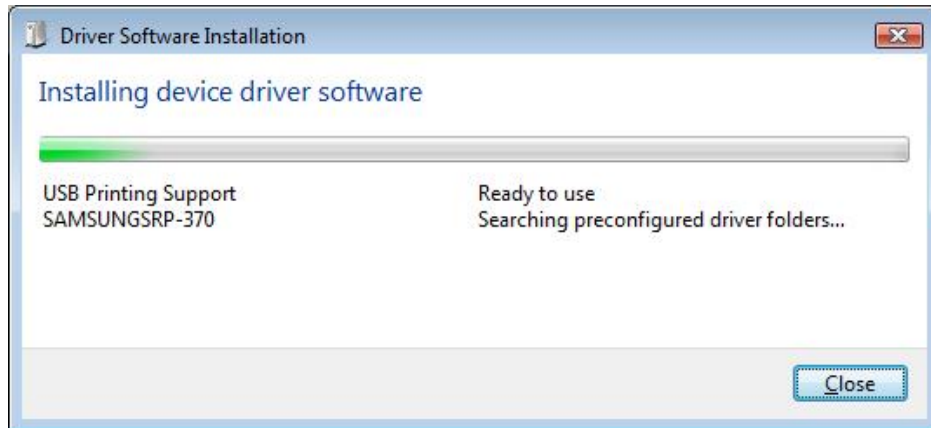 Driver Software Installation
Installing device driver software
USB Printing Support Ready to use
SAMSUNGSRP-370 Searching preconfigured driver folders...
Close